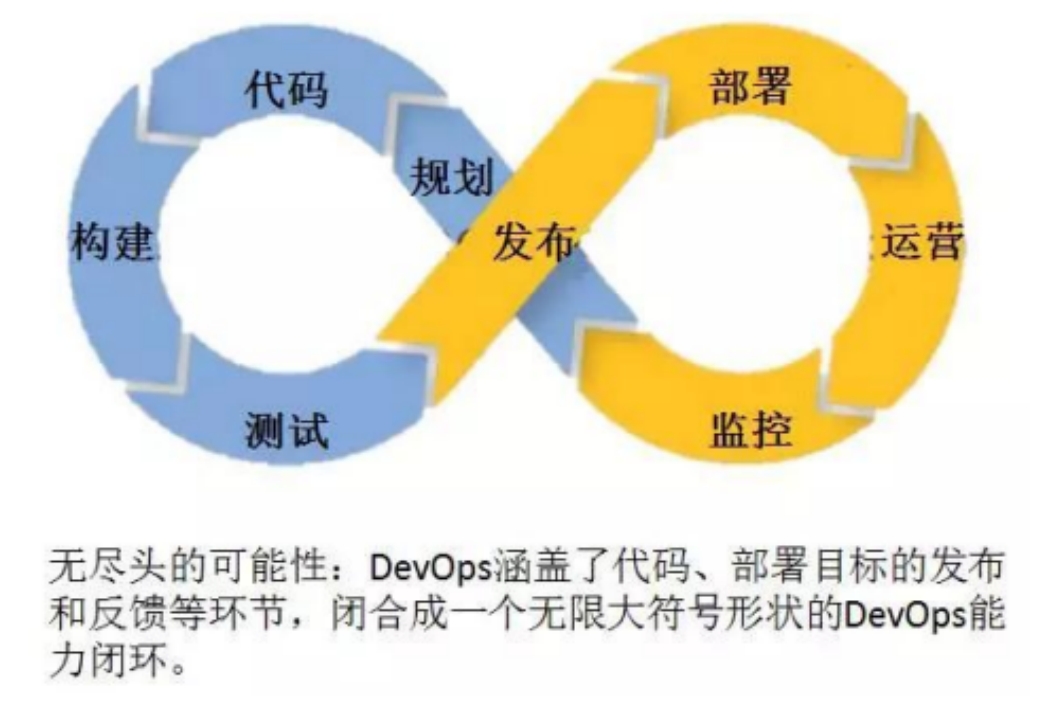 代码
部署
规划
构建
发布
运营
测试
监控
无尽头的可能性：DevOps涵盖了代码、部署目标的发布
和反馈等环节，闭合成一个无限大符号形状的DevOps能
力闭环。